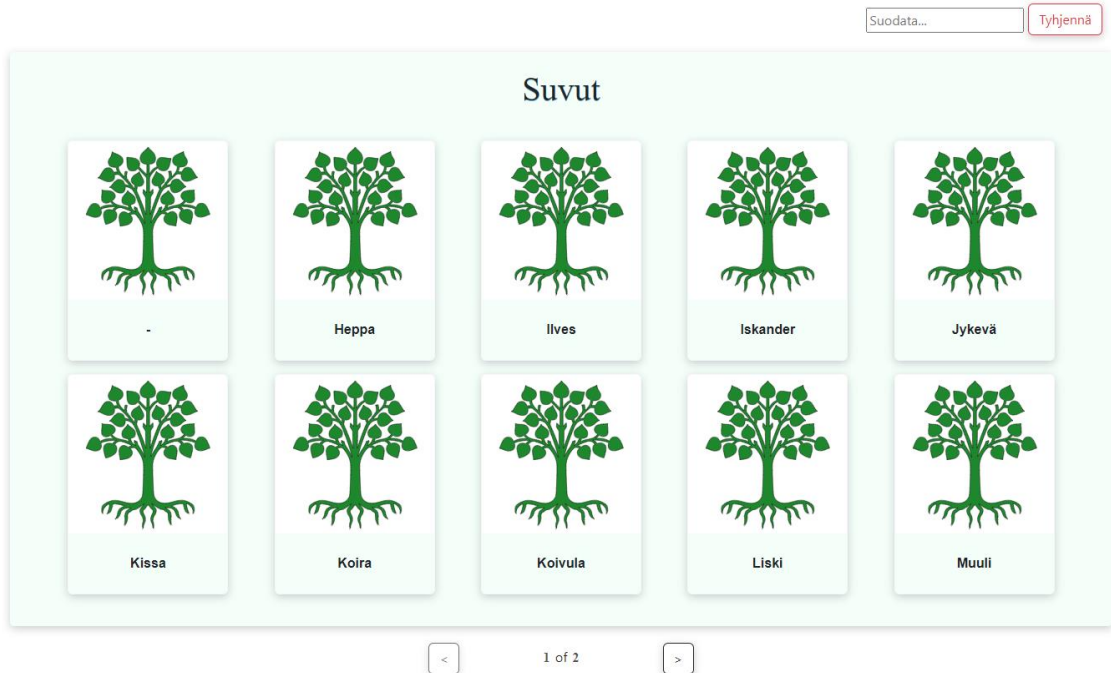 Suodata... Tyhjennä
Suvut
- Heppa Ilves Iskander Jykevä
Kissa Koira Koivula Liski Muuli
< 1 of 2 >